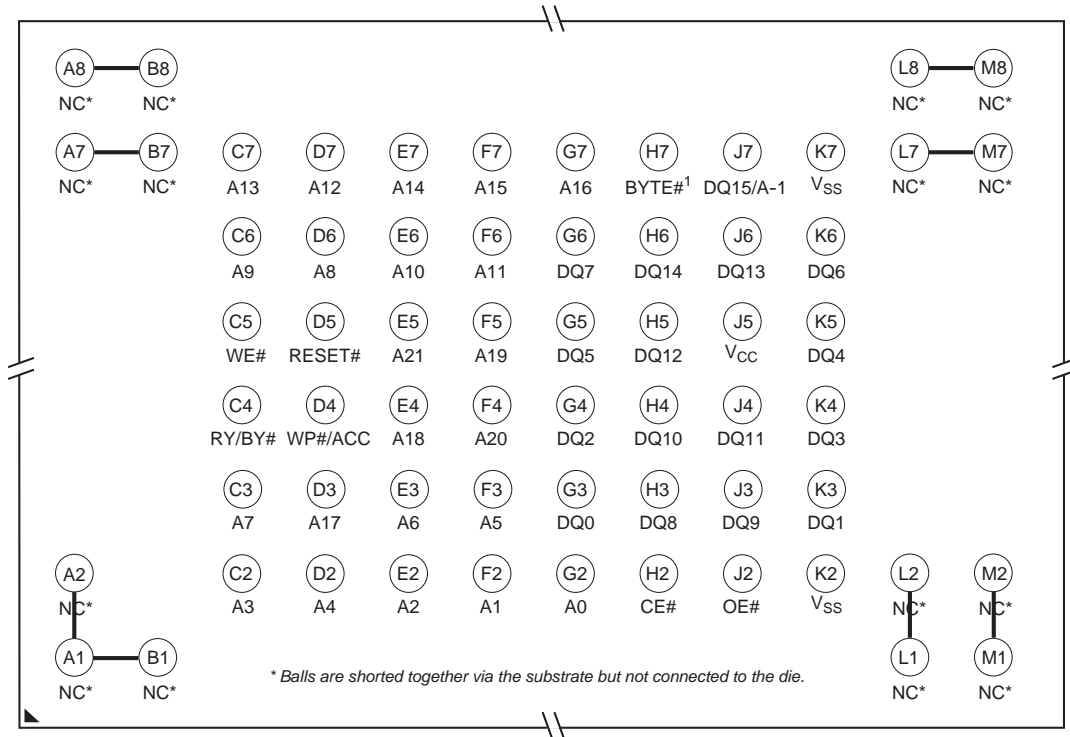 A8 B8 L8 M8
NC* NC* NC* NC*
A7 B7 C7 D7 E7 F7 G7 H7 J7 K7 L7 M7
NC* NC* A13 A12 A14 A15 A16 BYTE#1 DQ15/A-1 VSS NC* NC*
C6 D6 E6 F6 G6 H6 J6 K6
A9 A8 A10 A11 DQ7 DQ14 DQ13 DQ6
C5 D5 E5 F5 G5 H5 J5 K5
WE# RESET# A21 A19 DQ5 DQ12 VCC DQ4
C4 D4 E4 F4 G4 H4 J4 K4
RY/BY# WP#/ACC A18 A20 DQ2 DQ10 DQ11 DQ3
C3 D3 E3 F3 G3 H3 J3 K3
A7 A17 A6 A5 DQ0 DQ8 DQ9 DQ1
A2 C2 D2 E2 F2 G2 H2 J2 K2 L2 M2
NC* A3 A4 A2 A1 A0 CE# OE# VSS NC* NC*
A1 B1 L1 M1
* Balls are shorted together via the substrate but not connected to the die.
NC* NC* NC* NC*